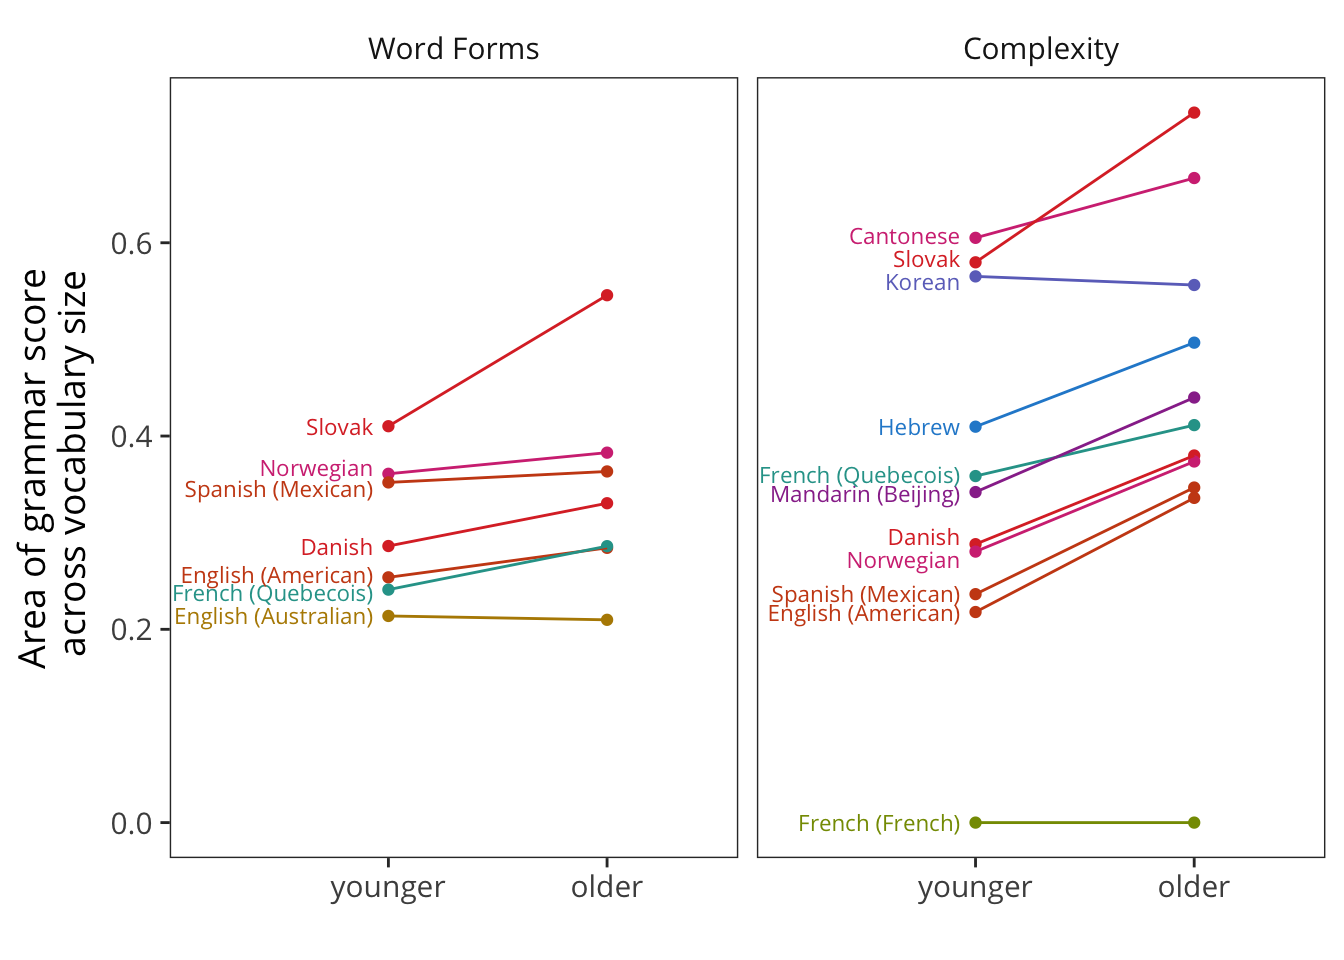 Word Forms
Complexity
Area of grammar score
across vocabulary size
0.6
0.4
0.2
0.0
Slovak
Norwegian
Spanish (Mexican)
Danish
English (American)
French (Quebecois)
English (Australian)
younger
older
Cantonese
Slovak
Korean
Hebrew
French (Quebecois)
Mandarin (Beijing)
Danish
Norwegian
Spanish (Mexican)
English (American)
French (French)
younger
older